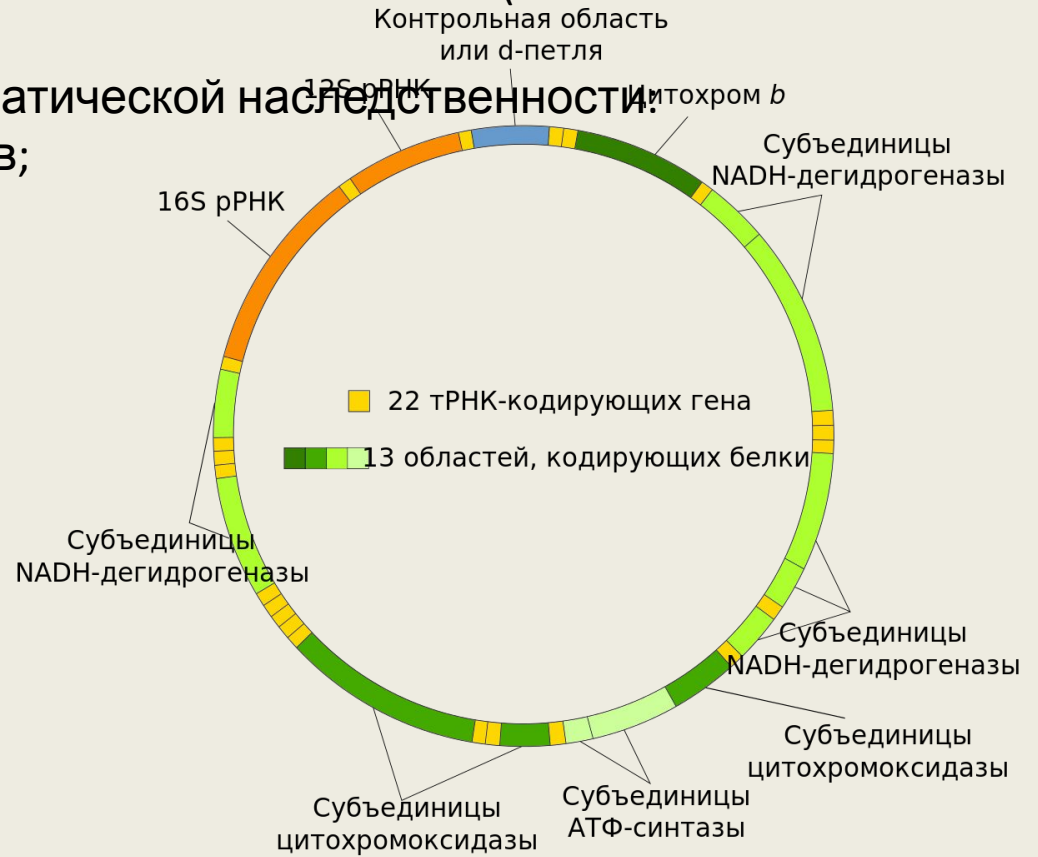 Контрольная область
или d-петля
12S рРНК
атической наследственности:
Цитохром b
в;
Субъединицы
NADH-дегидрогеназы
16S рРНК
22 тРНК-кодирующих гена
13 областей, кодирующих белки
Субъединицы
NADH-дегидрогеназы
Субъединицы
NADH-дегидрогеназы
Субъединицы
цитохромоксидазы
Субъединицы
АТФ-синтазы
Субъединицы
цитохромоксидазы